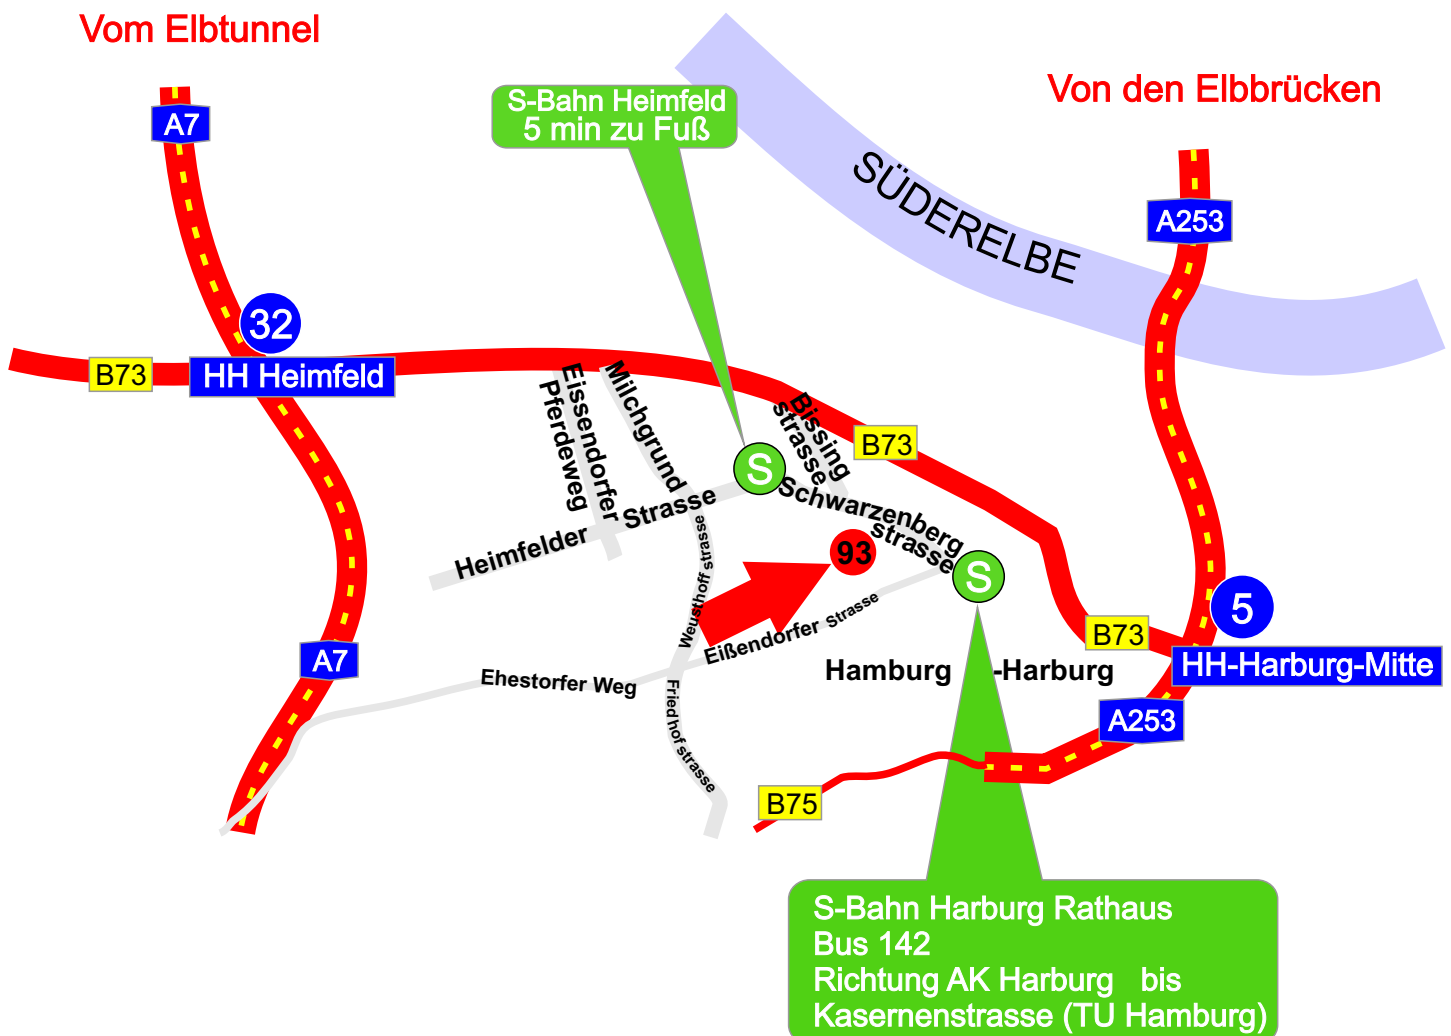 Vom Elbtunnel
Von den Elbbrücken
S-Bahn Heimfeld
5 min zu Fuß
A7
SÜDERELBE
A253
32
HH Heimfeld
B73
Eissendorfer
Pferdeweg
Milchgrund
Bissing
strasse
B73
Heimfelder Strasse
S
Schwarzenberg
strasse
Weusthoff strasse
93
S
5
B73
HH-Harburg-Mitte
Eißendorfer strasse
Hamburg -Harburg
A7
Ehestorfer Weg
Friedhofstrasse
A253
B75
S-Bahn Harburg Rathaus
Bus 142
Richtung AK Harburg bis
Kasernenstrasse (TU Hamburg)